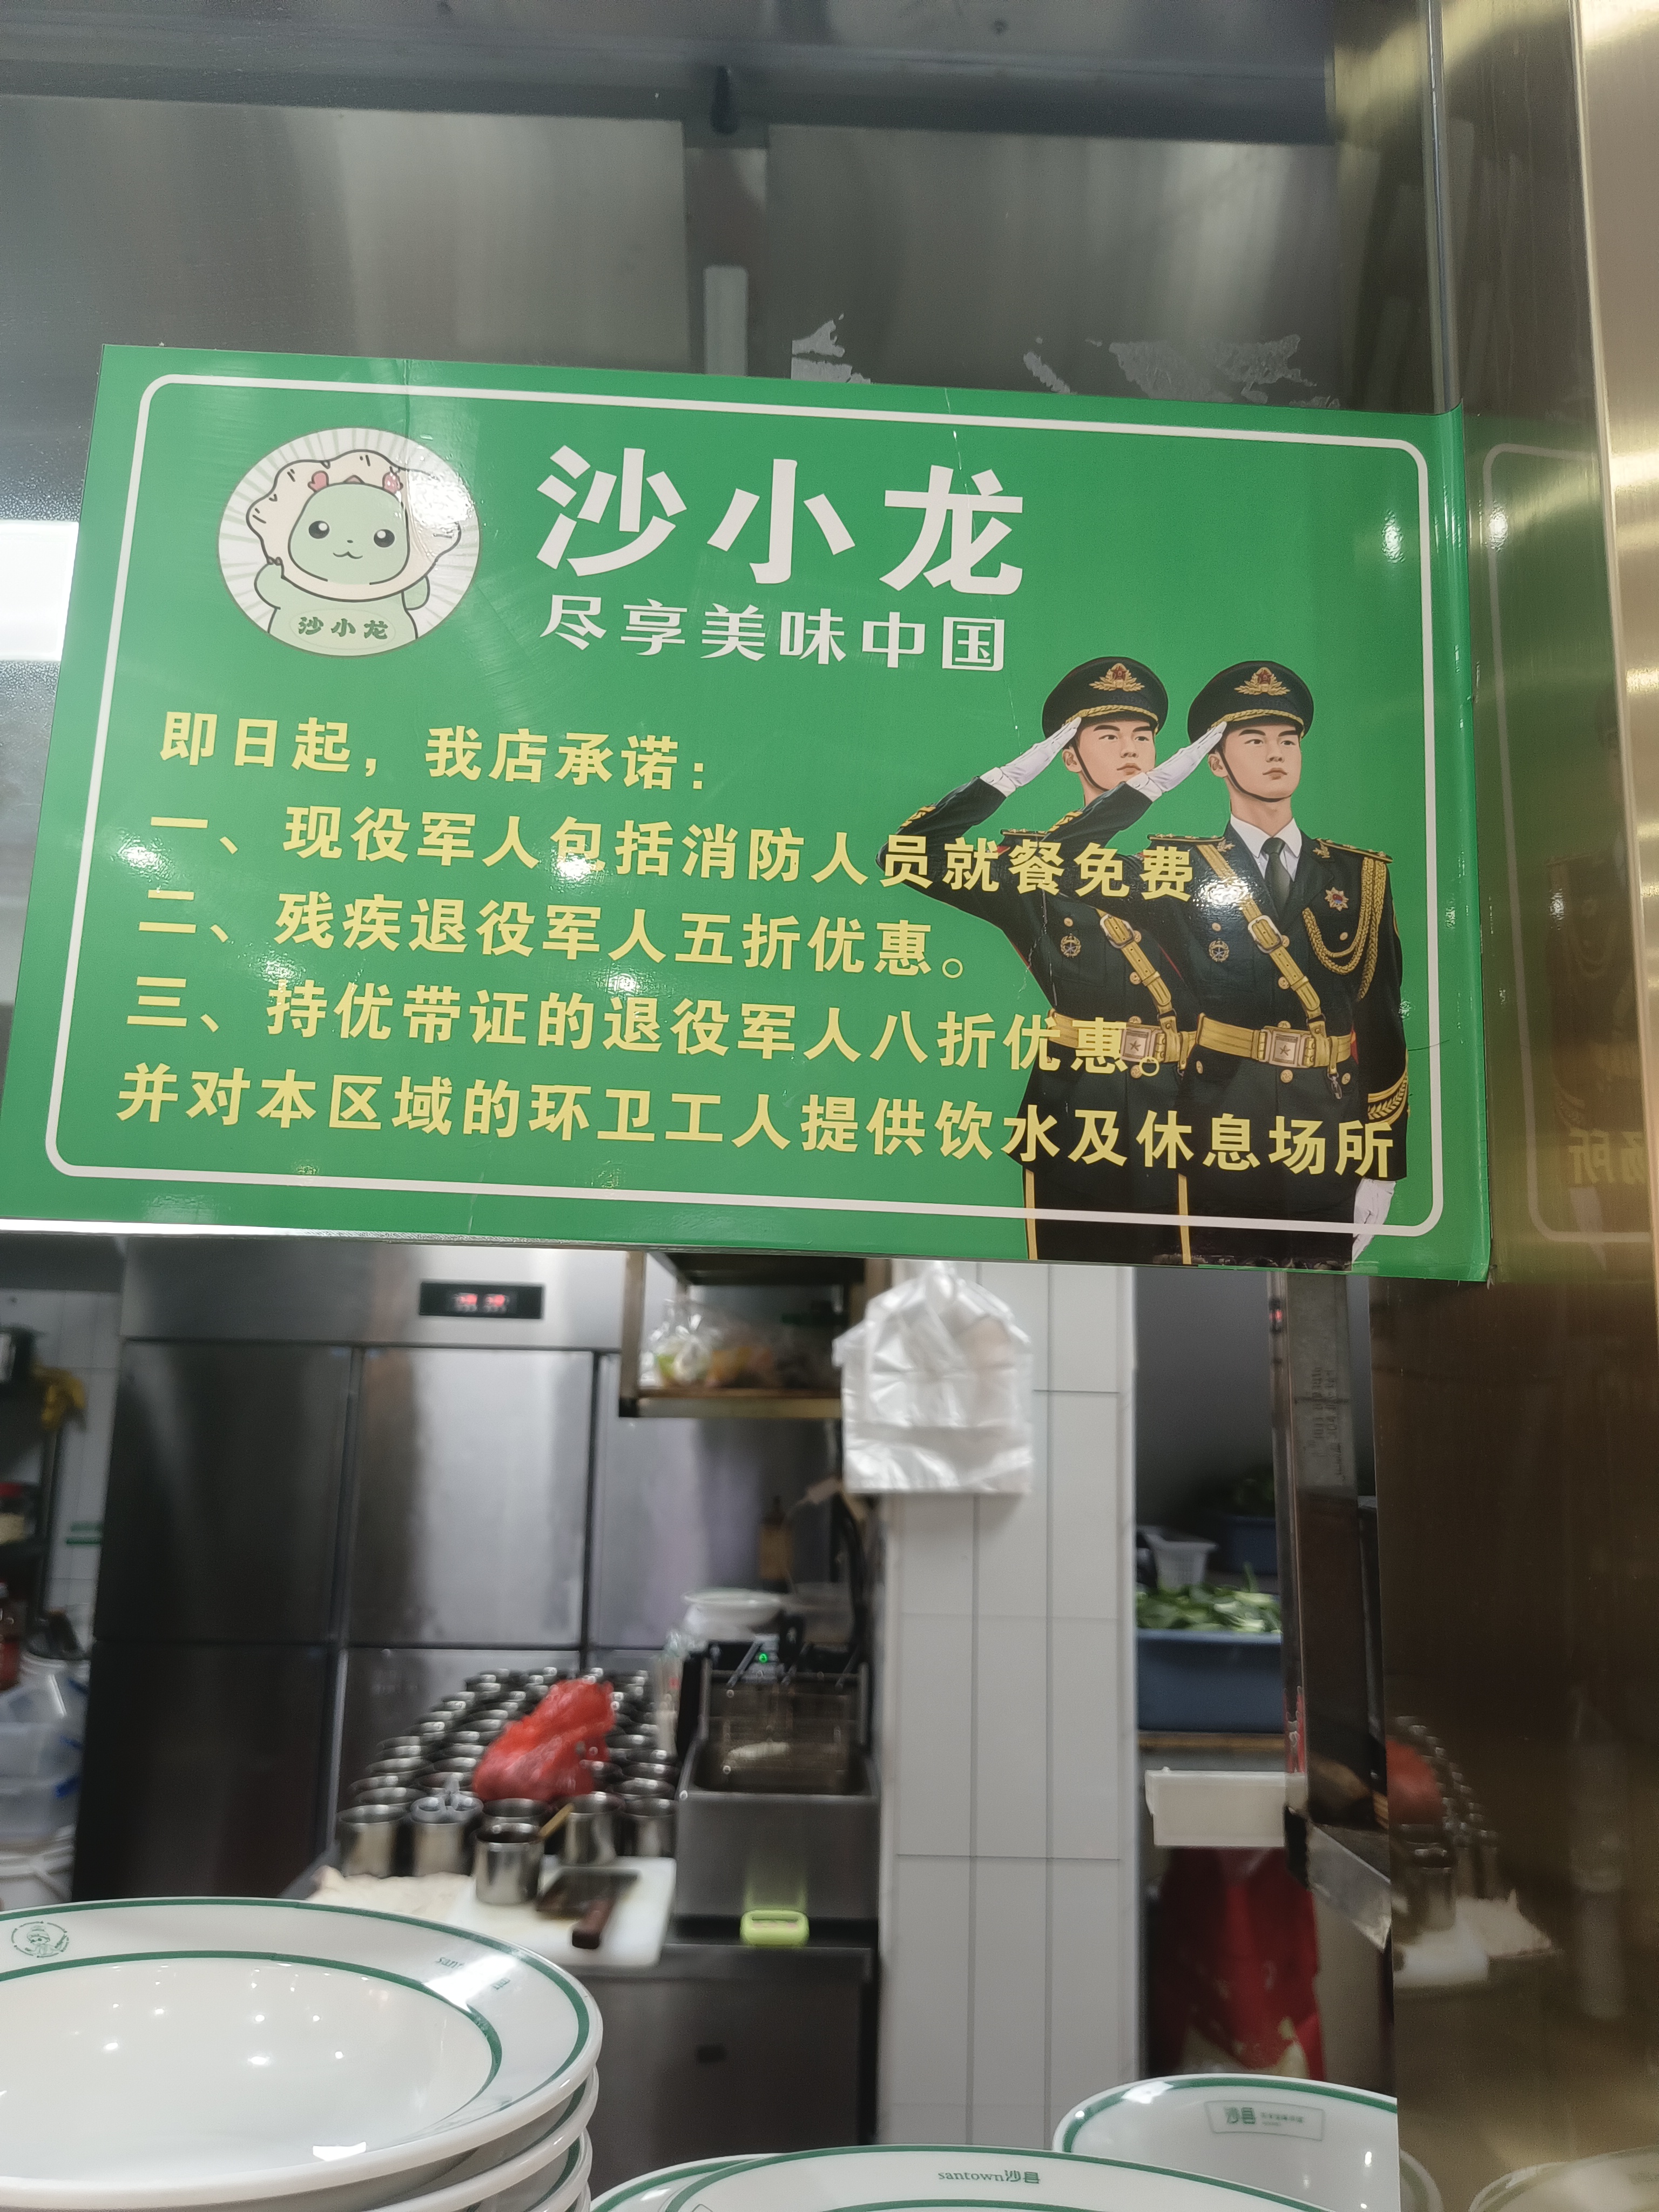 沙小龙
沙小龙
尽享美味中国
即日起，我店承诺：
一、现役军人包括消防人员就餐免费
二、残疾退役军人五折优惠。
三、持优带证的退役军人八折优惠。
并对本区域的环卫工人提供饮水及休息场所
沙县
santown沙县